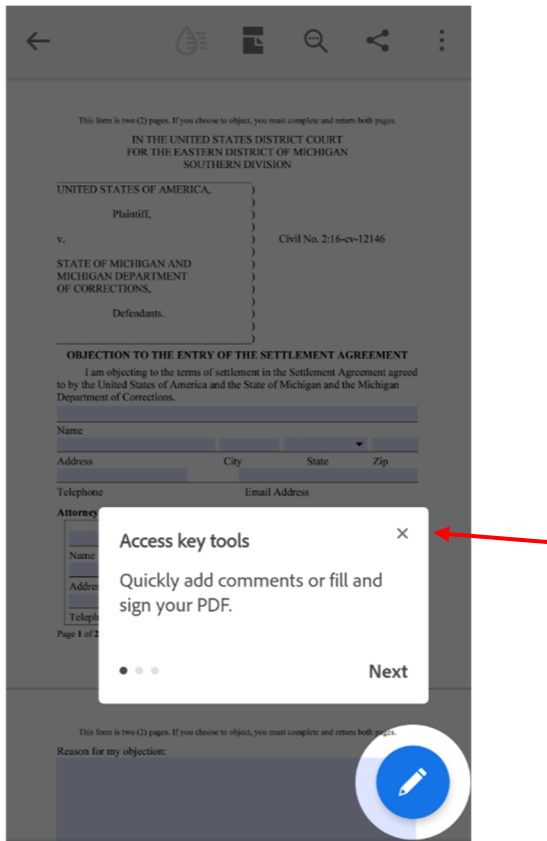 This form is two (2) pages. If you choose to object, you must complete and return both pages.
IN THE UNITED STATES DISTRICT COURT
FOR THE EASTERN DISTRICT OF MICHIGAN
SOUTHERN DIVISION
UNITED STATES OF AMERICA, )
)
Plaintiff, )
)
v. ) Civil No. 2:16-cv-12146
)
STATE OF MICHIGAN AND )
MICHIGAN DEPARTMENT )
OF CORRECTIONS, )
)
Defendants. )
)
)
OBJECTION TO THE ENTRY OF THE SETTLEMENT AGREEMENT
I am objecting to the terms of settlement in the Settlement Agreement agreed
to by the United States of America and the State of Michigan and the Michigan
Department of Corrections.
Name
Address City State Zip
Telephone Email Address
Attorney
Name
Addre
Teleph
Page 1 of 2
Access key tools ×
Quickly add comments or fill and
sign your PDF.
Next
This form is two (2) pages. If you choose to object, you must complete and return both pages.
Reason for my objection: